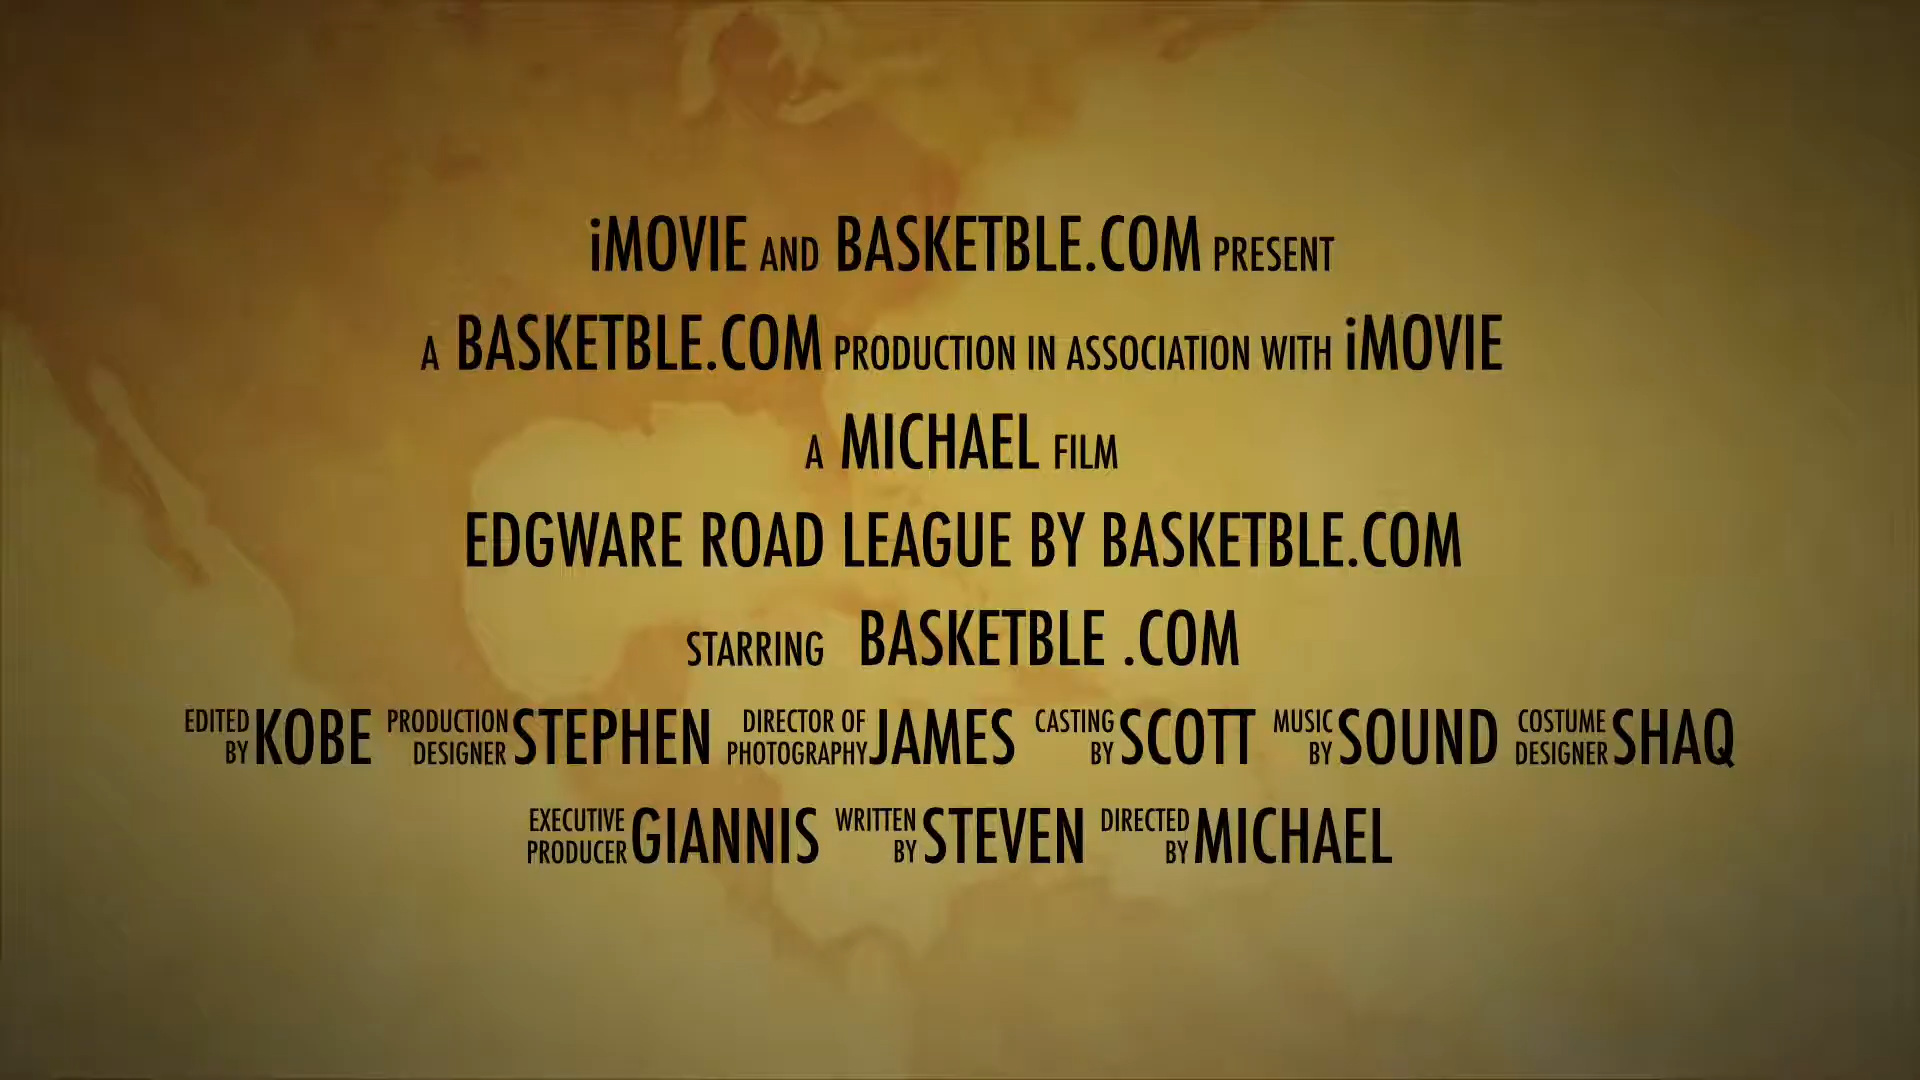 iMOVIE AND BASKETBLE.COM PRESENT
A BASKETBLE.COM PRODUCTION IN ASSOCIATION WITH iMOVIE
A MICHAEL FILM
EDGWARE ROAD LEAGUE BY BASKETBLE.COM
STARRING BASKETBLE .COM
EDITED BY KOBE PRODUCTION DESIGNER STEPHEN DIRECTOR OF PHOTOGRAPHY JAMES CASTING BY SCOTT MUSIC BY SOUND COSTUME DESIGNER SHAQ
EXECUTIVE PRODUCER GIANNIS WRITTEN BY STEVEN DIRECTED BY MICHAEL